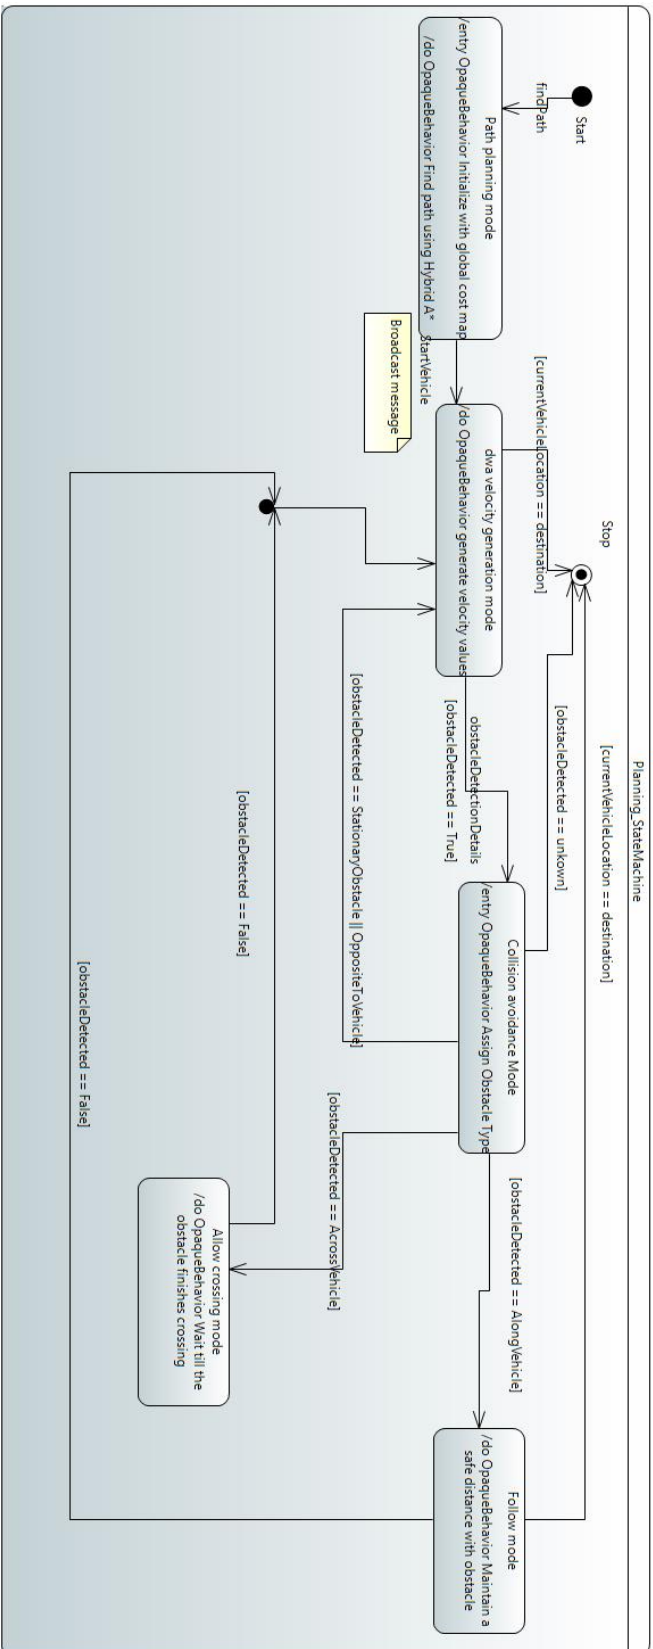 Planning_StateMachine
Start
findPath
Path planning mode
/entry OpaqueBehavior Initialize with global cost map
/do OpaqueBehavior Find path using Hybrid A*
StartVehicle
Broadcast message
[currentVehicleLocation == destination]
Stop
dwa velocity generation mode
/do OpaqueBehavior generate velocity values
[currentVehicleLocation == destination]
[obstacleDetected == unkown]
obstacleDetectionDetails
[obstacleDetected == True]
[obstacleDetected == StationaryObstacle || OppositeToVehicle]
Collision avoidance Mode
/entry OpaqueBehavior Assign Obstacle Type
[obstacleDetected == False]
[obstacleDetected == False]
[obstacleDetected == AcrossVehicle]
[obstacleDetected == AlongVehicle]
Allow crossing mode
/do OpaqueBehavior Wait till the
obstacle finishes crossing
Follow mode
/do OpaqueBehavior Maintain a
safe distance with obstacle